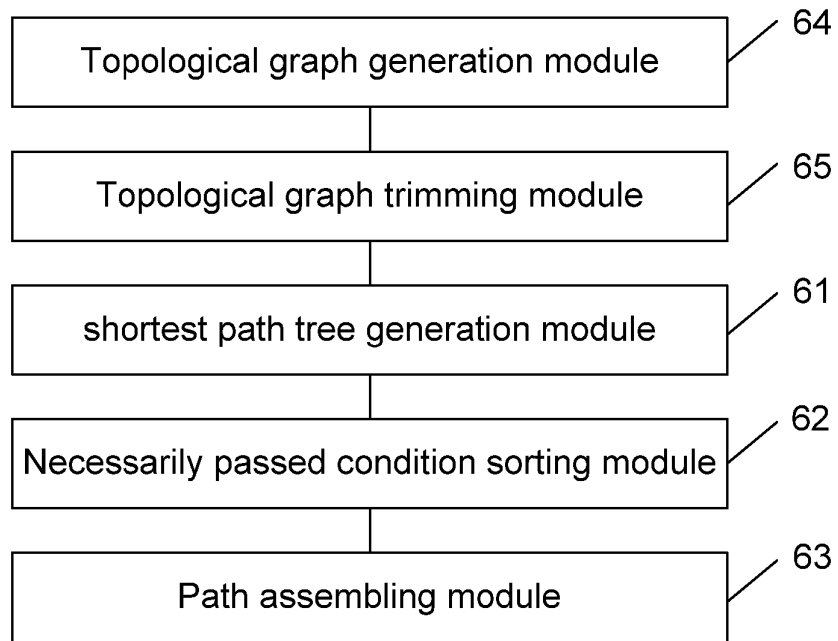 64
Topological graph generation module
65
Topological graph trimming module
61
shortest path tree generation module
62
Necessarily passed condition sorting module
63
Path assembling module